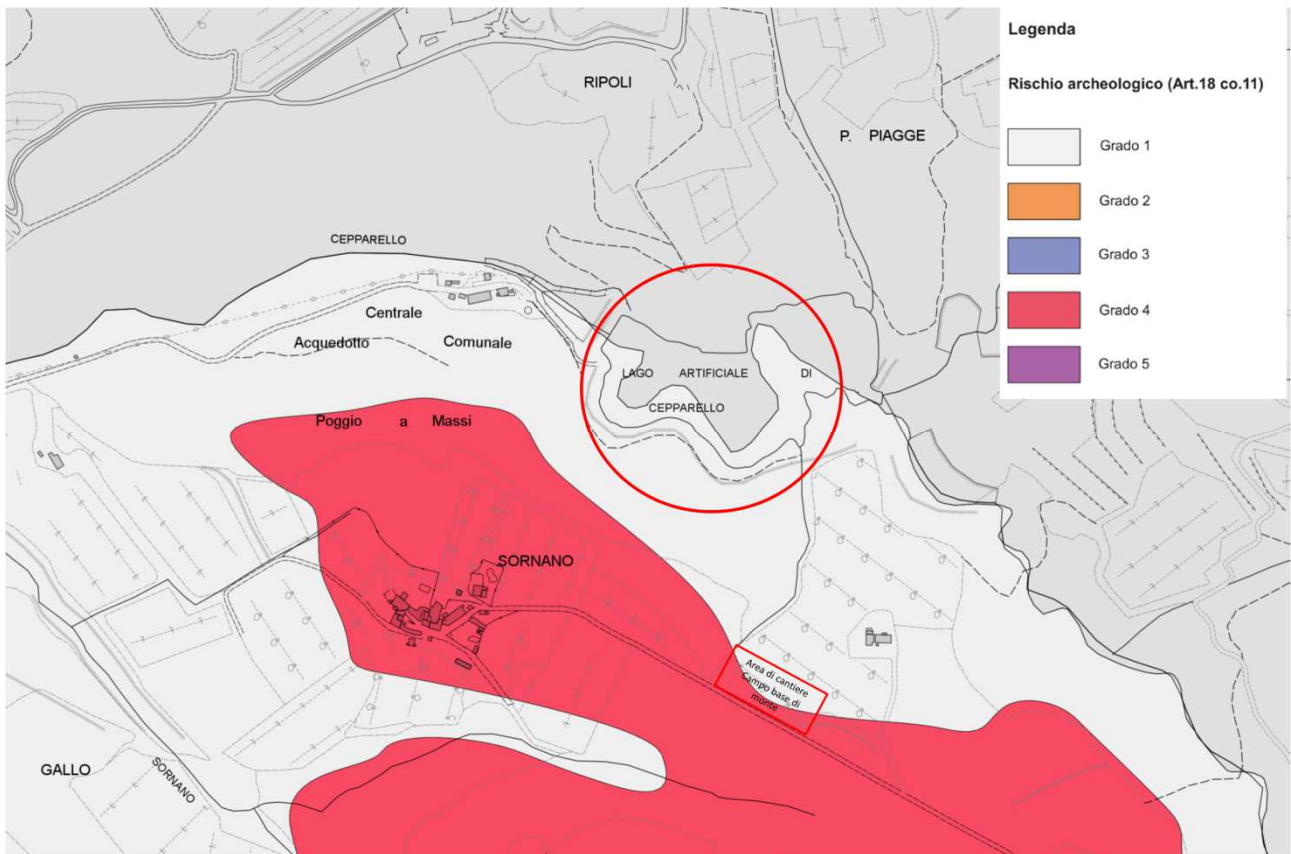 Legenda
Rischio archeologico (Art.18 co.11)
Grado 1
Grado 2
Grado 3
Grado 4
Grado 5
RIPOLI
P. PIAGGE
CEPPARELLO
Centrale
Acquedotto Comunale
LAGO ARTIFICIALE DI
CEPPARELLO
Poggio a Massi
SORNANO
Area di cantiere
Campo base di
monte
GALLO
SORNANO